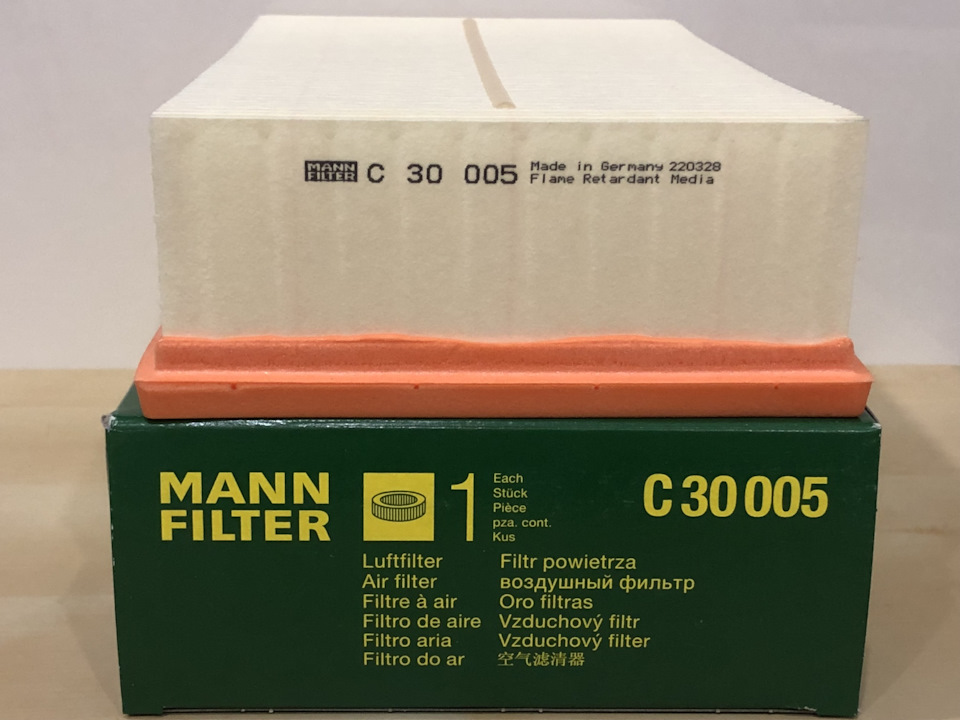 MANN
FILTER
C 30 005
Made in Germany 220328
Flame Retardant Media
MANN
FILTER
1
Each
Stück
Pièce
pza. cont.
Kus
C 30 005
Luftfilter
Air filter
Filtre à air
Filtro de aire
Filtro aria
Filtro do ar
Filtr powietrza
воздушный фильтр
Oro filtras
Vzduchový filtr
Vzduchový filter
空气滤清器